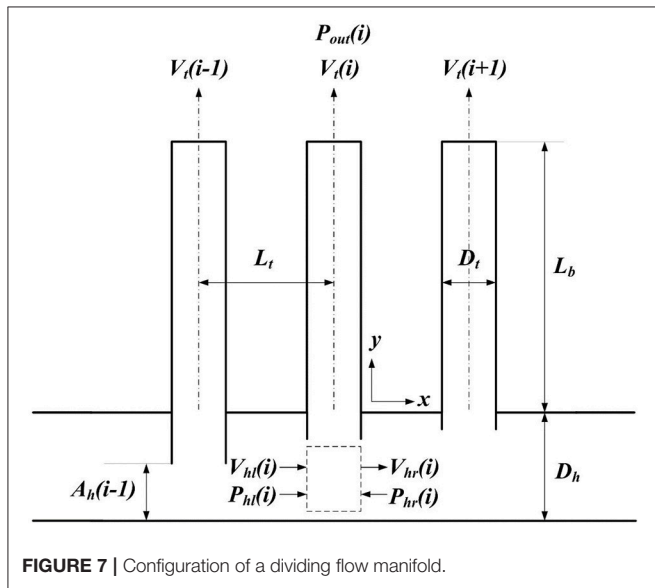 P_out(i)
V_t(i-1) V_t(i) V_t(i+1)
L_t D_t L_b
y
x
V_hl(i) V_hr(i)
A_h(i-1) P_hl(i) P_hr(i) D_h
FIGURE 7 | Configuration of a dividing flow manifold.